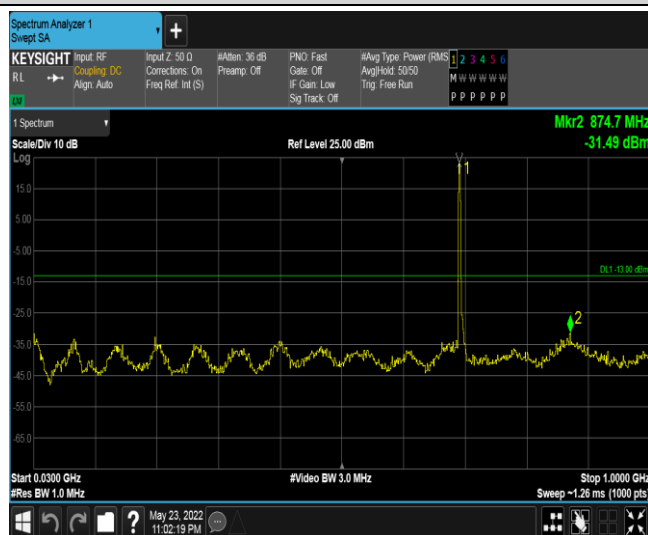 Spectrum Analyzer 1
Swept SA
+
KEYSIGHT Input: RF Input Z: 50 Ω #Atten: 36 dB PNO: Fast #Avg Type: Power (RMS 1 2 3 4 5 6
RL Coupling: DC Corrections: On Preamp: Off Gate: Off Avg|Hold: 50/50 M W W W W W
Align: Auto Freq Ref: Int (S) IF Gain: Low Trig: Free Run
Sig Track: Off P P P P P P
1 Spectrum
Mkr2 874.7 MHz
Scale/Div 10 dB Ref Level 25.00 dBm -31.49 dBm
Log
1
15.0
5.00
-5.00
DL1 -13.00 dBm
-15.0
-25.0
2
-35.0
-45.0
-55.0
-65.0
Start 0.0300 GHz #Video BW 3.0 MHz Stop 1.0000 GHz
#Res BW 1.0 MHz Sweep ~1.26 ms (1000 pts)
? May 23, 2022
11:02:19 PM